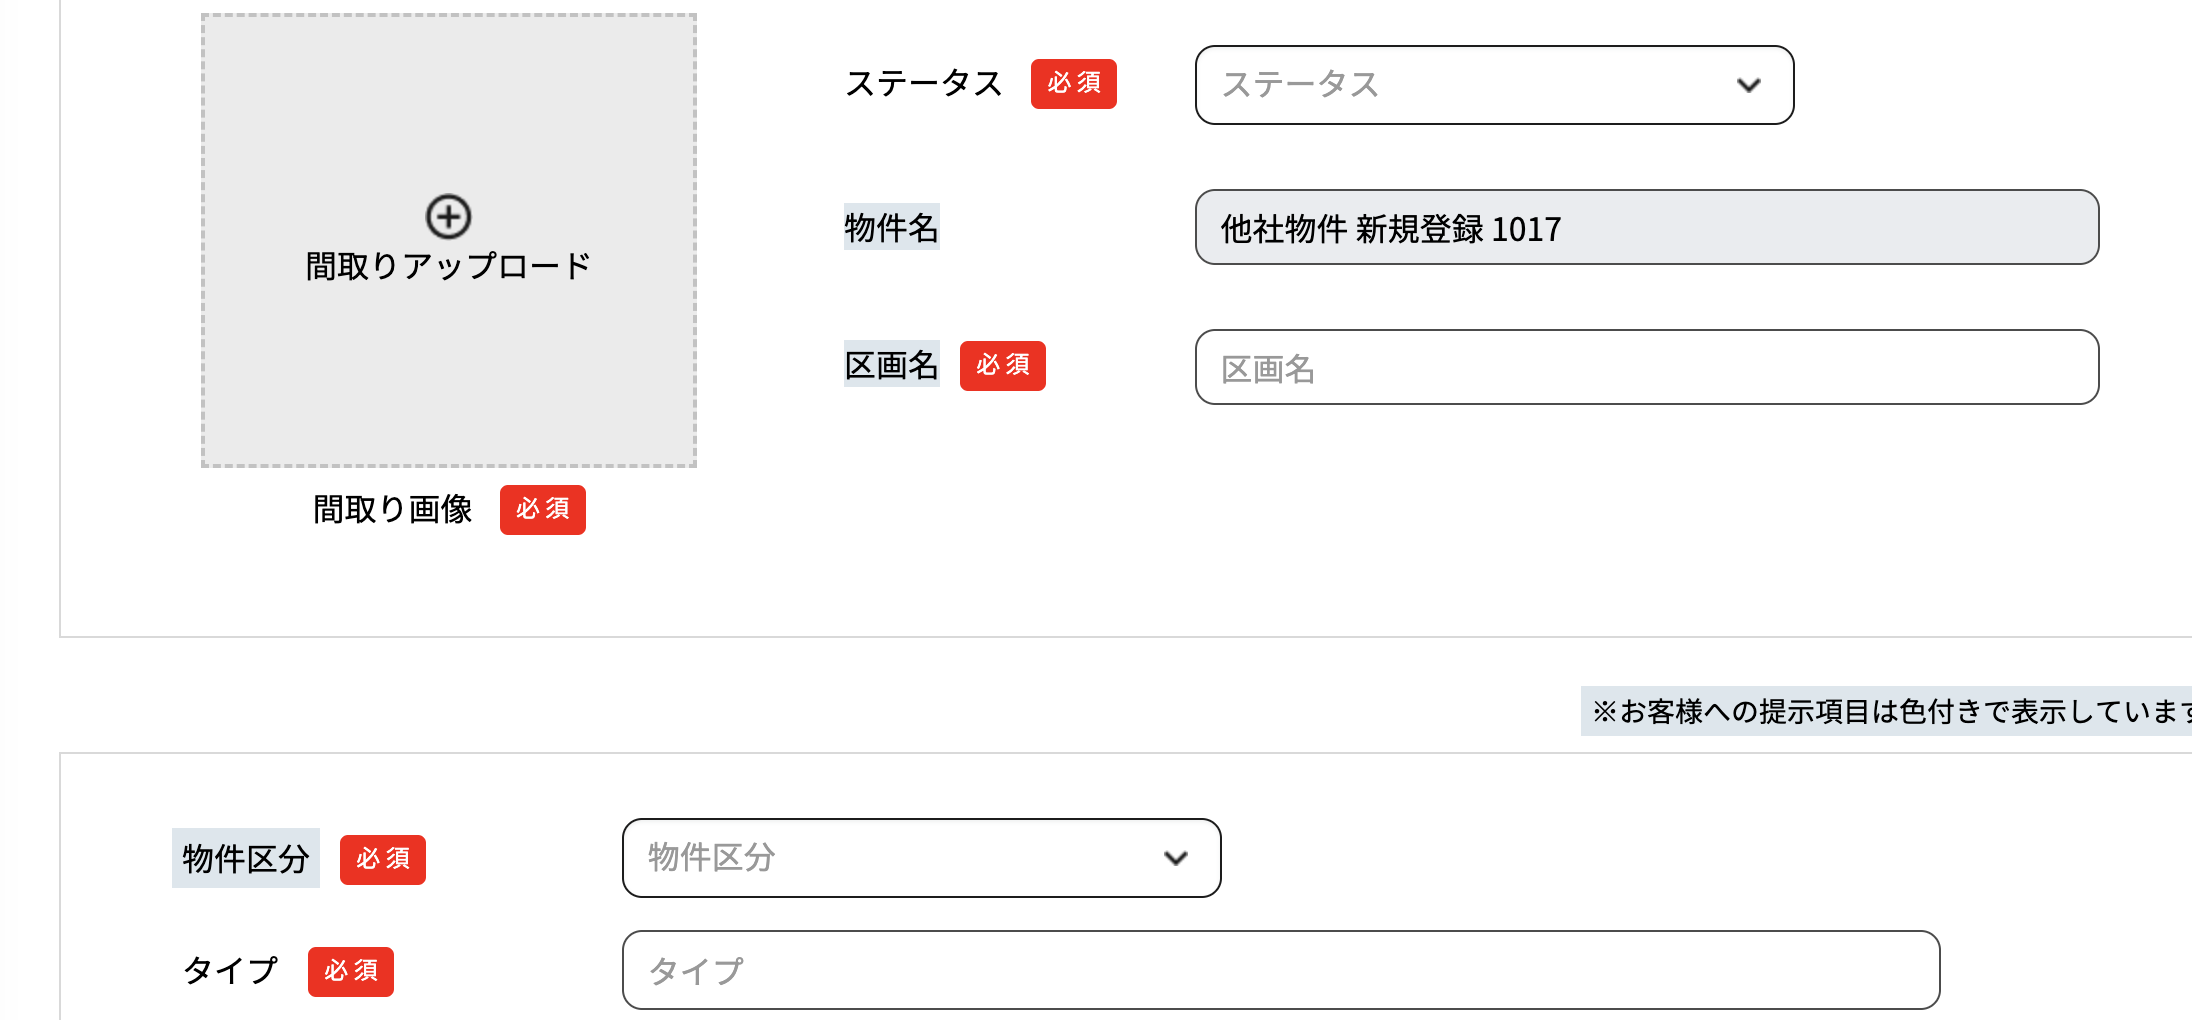 間取りアップロード
間取り画像 必須
ステータス 必須 ステータス
物件名 他社物件 新規登録 1017
区画名 必須 区画名
※お客様への提示項目は色付きで表示しています
物件区分 必須 物件区分
タイプ 必須 タイプ